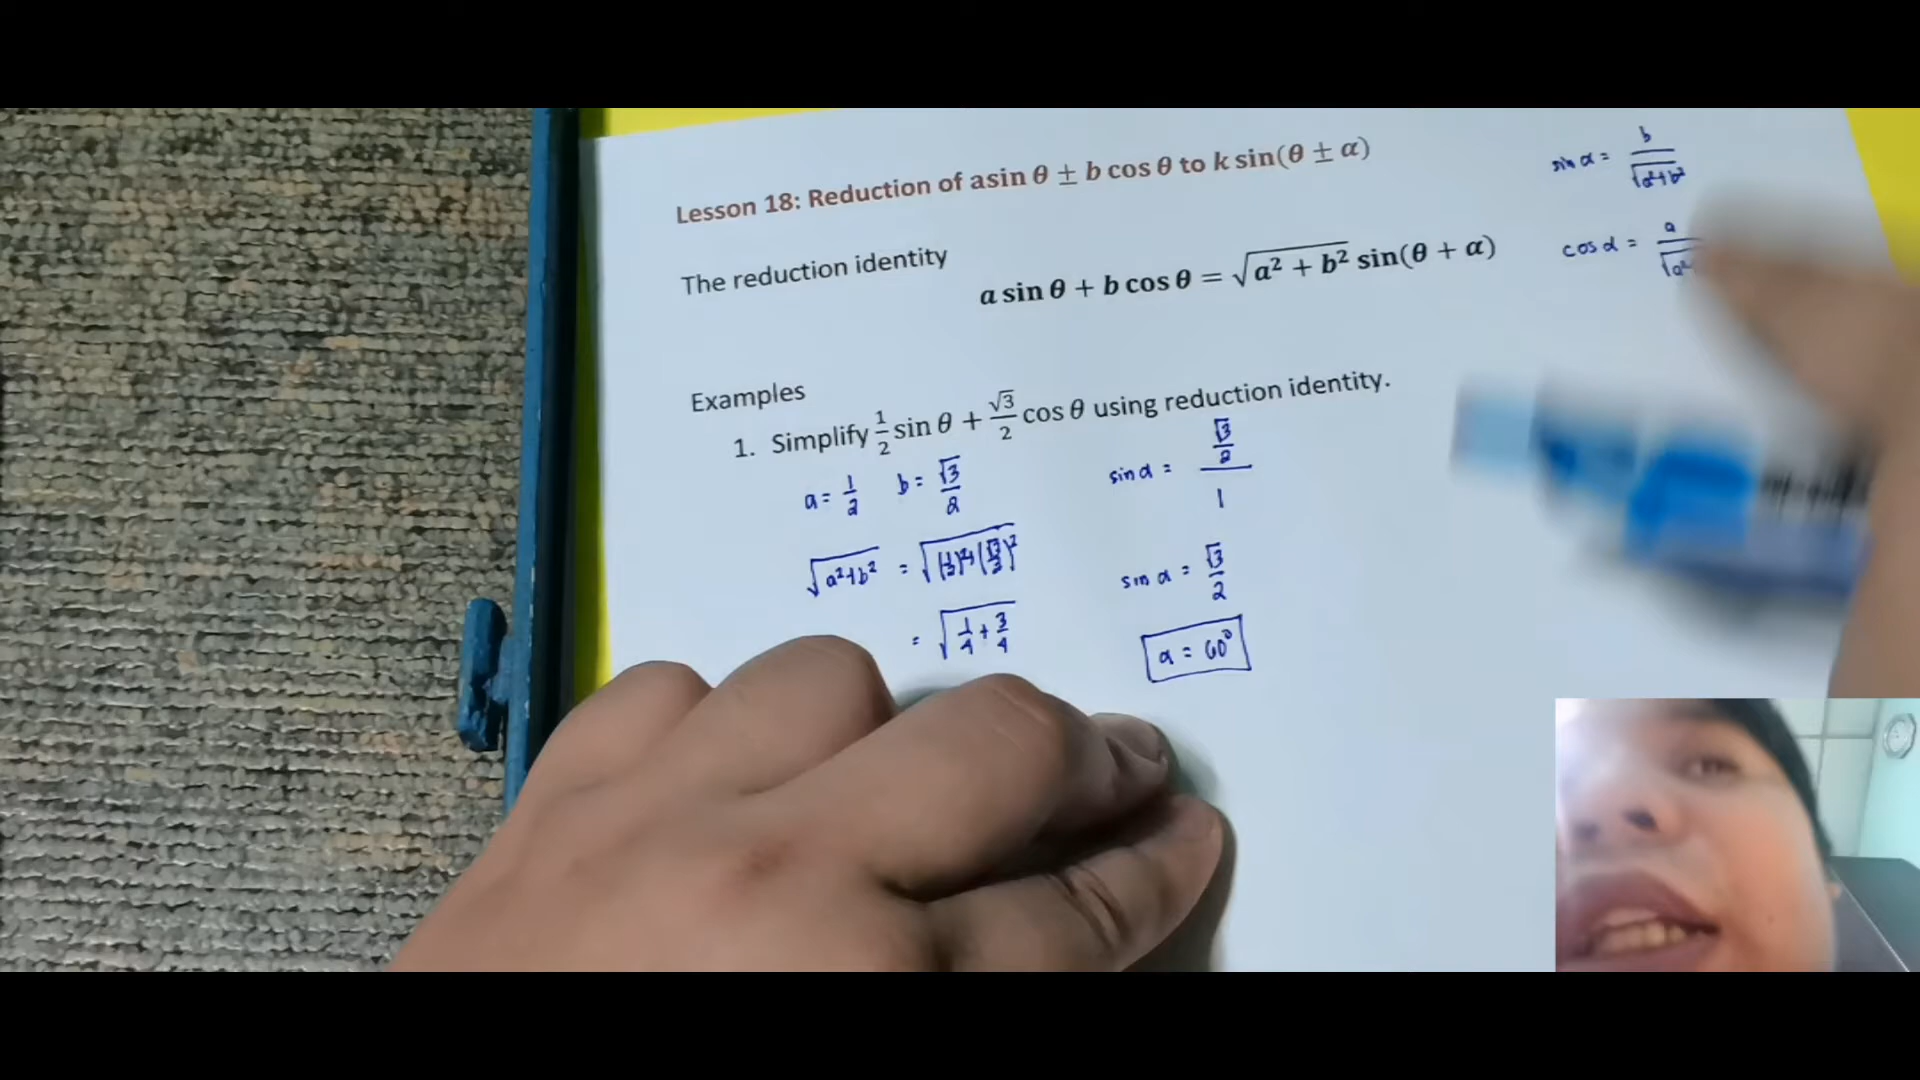 Lesson 18: Reduction of asin θ ± b cos θ to k sin(θ ± α)
sin α = b / √a²+b²
The reduction identity
cos α = a / √a²
a sin θ + b cos θ = √a² + b² sin(θ + α)
Examples
1. Simplify 1/2 sin θ + √3/2 cos θ using reduction identity.
a = 1/2 b = √3/2
sin α = √3/2 / 1
√a²+b² = √(1/2)²+(√3/2)²
sin α = √3/2
= √1/4 + 3/4
α = 60°